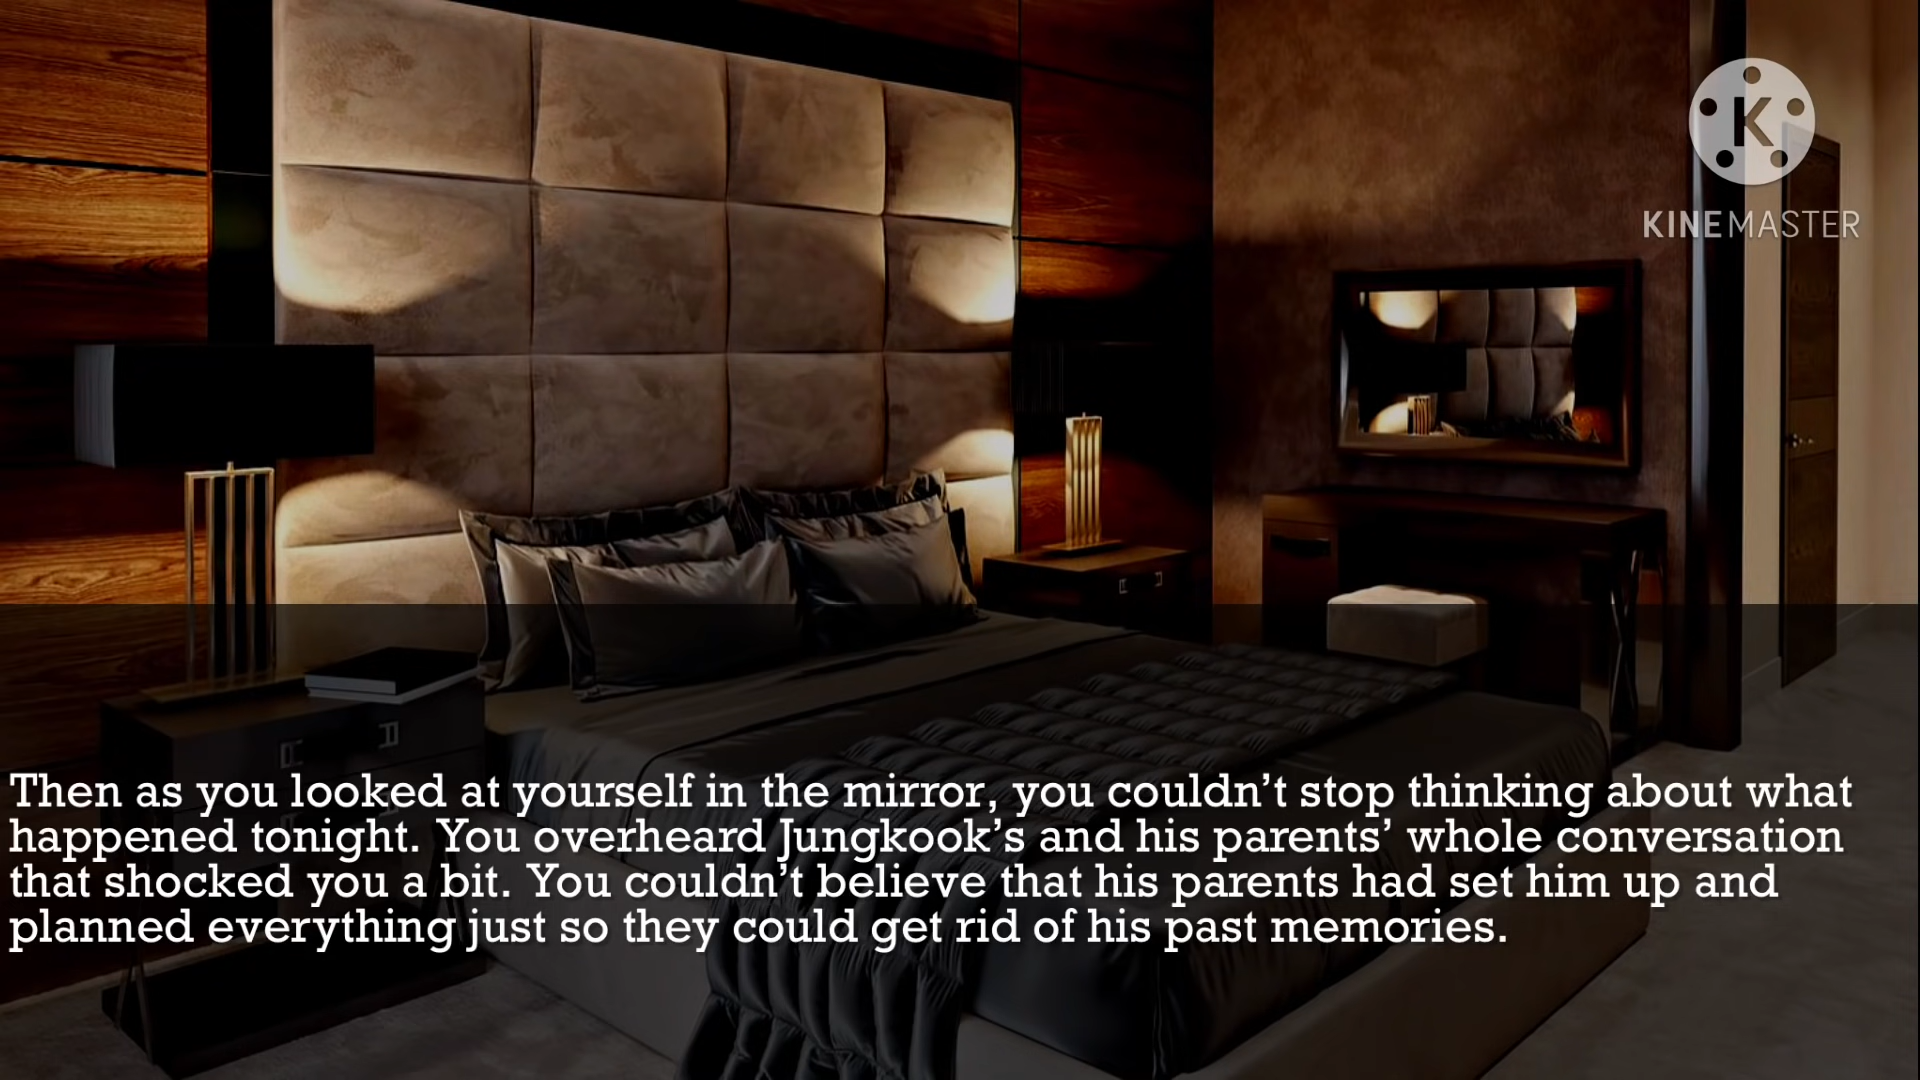 K
KINEMASTER
Then as you looked at yourself in the mirror, you couldn’t stop thinking about what
happened tonight. You overheard Jungkook’s and his parents’ whole conversation
that shocked you a bit. You couldn’t believe that his parents had set him up and
planned everything just so they could get rid of his past memories.